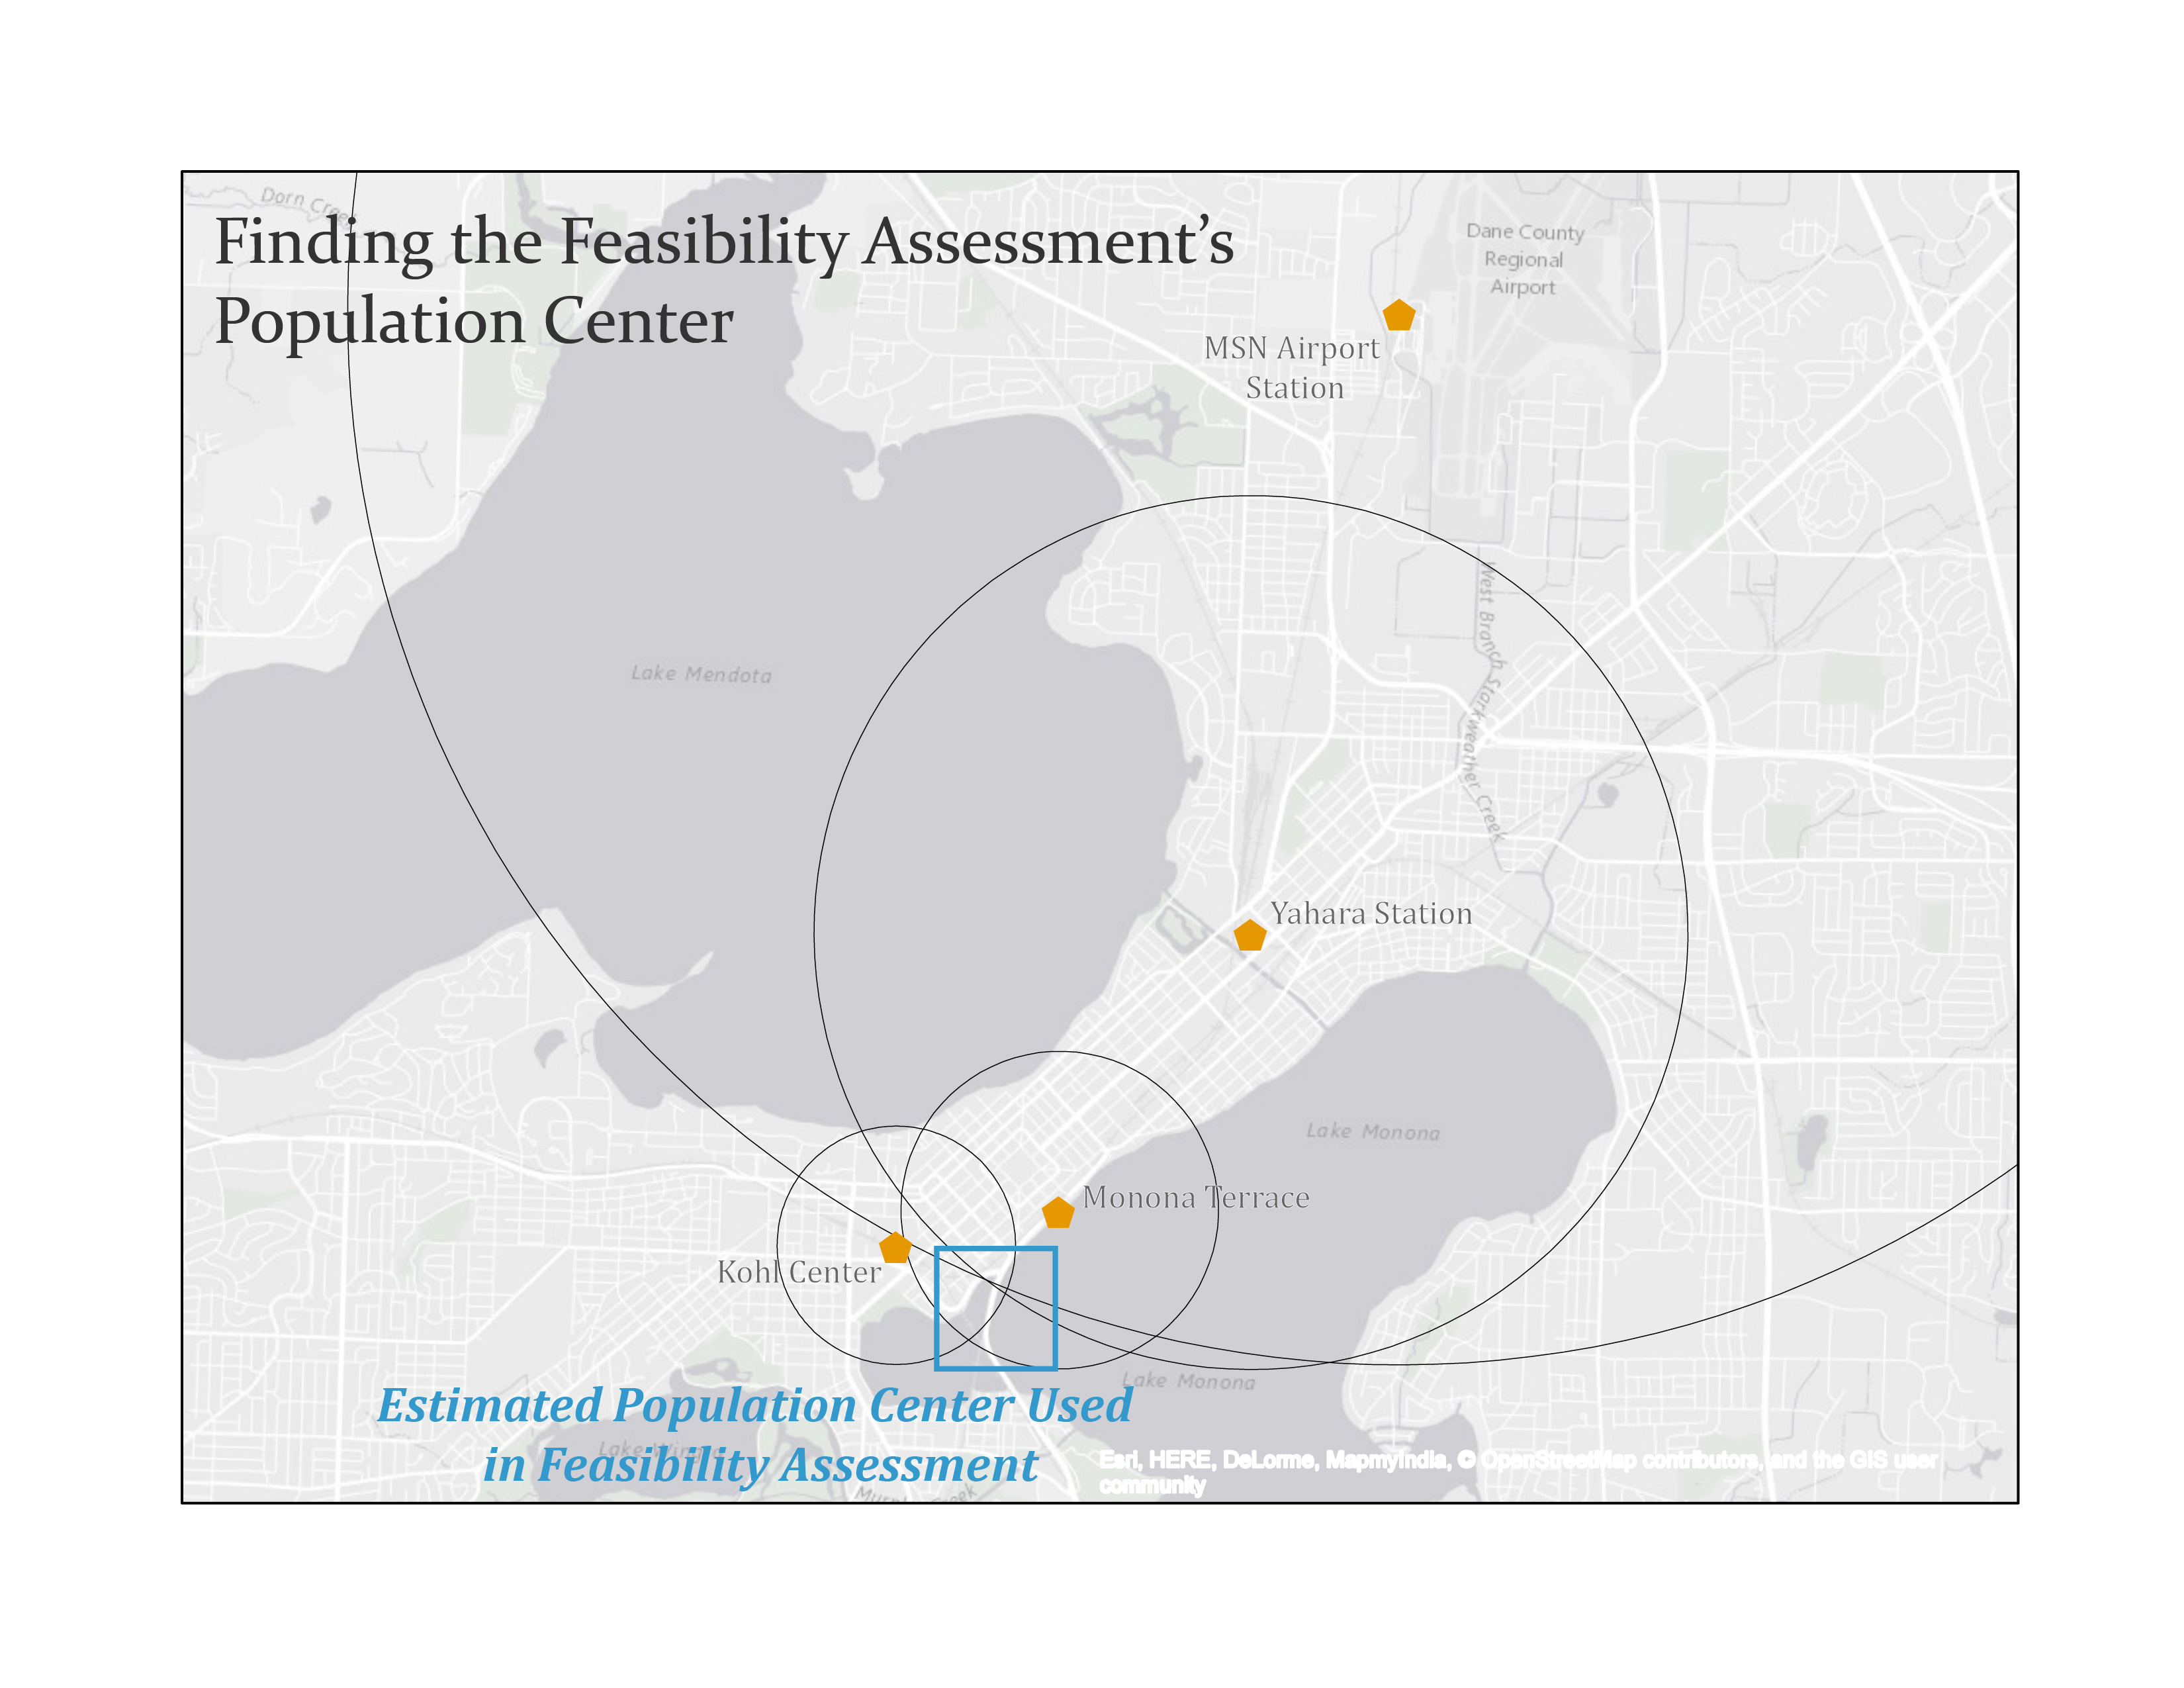 Dorn Creek
Finding the Feasibility Assessment's
Population Center
Dane County
Regional
Airport
MSN Airport
Station
West Branch Starkweather Creek
Lake Mendota
Yahara Station
Lake Monona
Monona Terrace
Kohl Center
Lake Monona
Estimated Population Center Used
in Feasibility Assessment
Lake Wingra
Esri, HERE, DeLorme, MapmyIndia, © OpenStreetMap contributors, and the GIS user
community
Creek